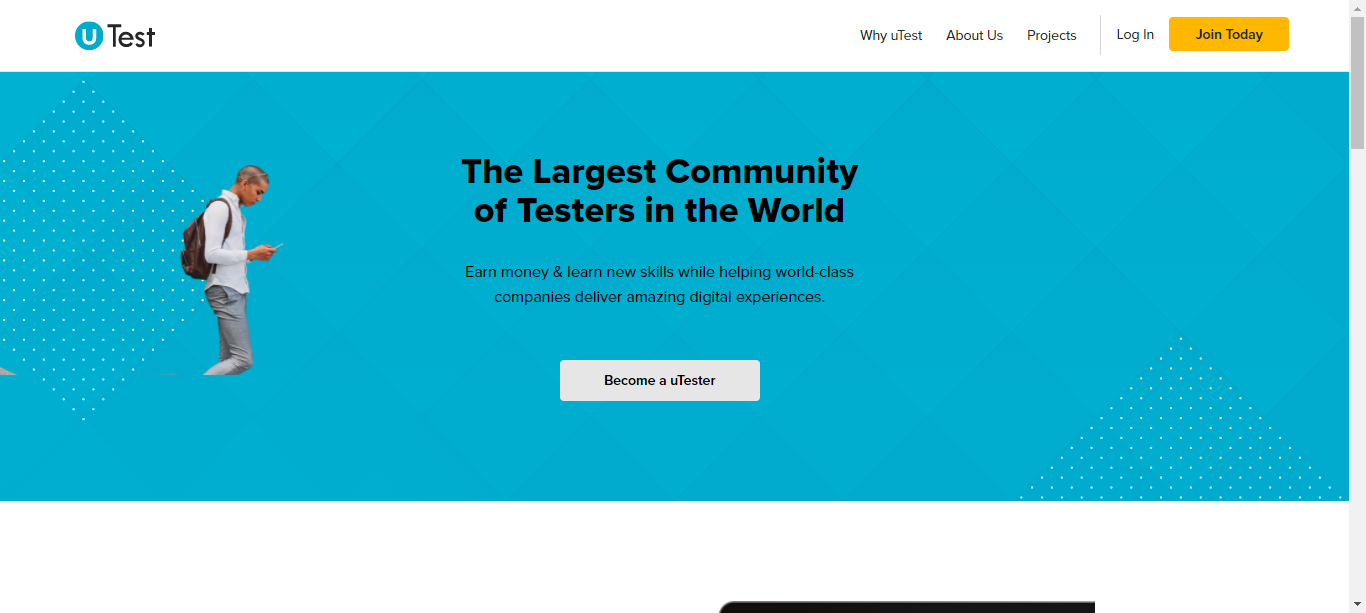 uTest
Why uTest
About Us
Projects
Log In
Join Today
The Largest Community
of Testers in the World
Earn money & learn new skills while helping world-class
companies deliver amazing digital experiences.
Become a uTester